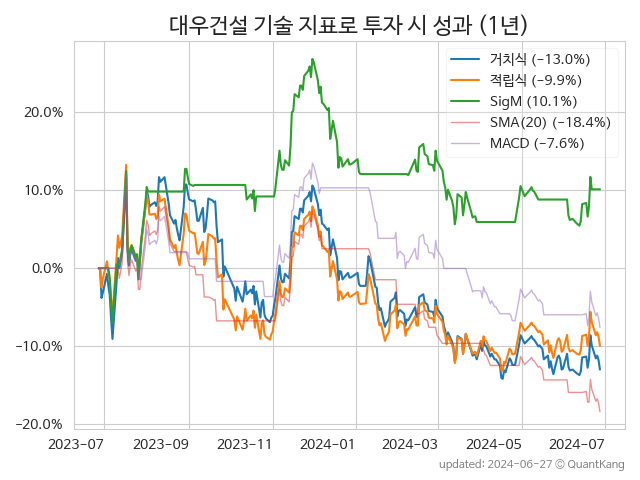 대우건설 기술 지표로 투자 시 성과 (1년)
거치식 (−13.0%)
적립식 (−9.9%)
SigM (10.1%)
SMA(20) (−18.4%)
MACD (−7.6%)
20.0%
10.0%
0.0%
−10.0%
−20.0%
2023-07 2023-09 2023-11 2024-01 2024-03 2024-05 2024-07
updated: 2024-06-27 © QuantKang